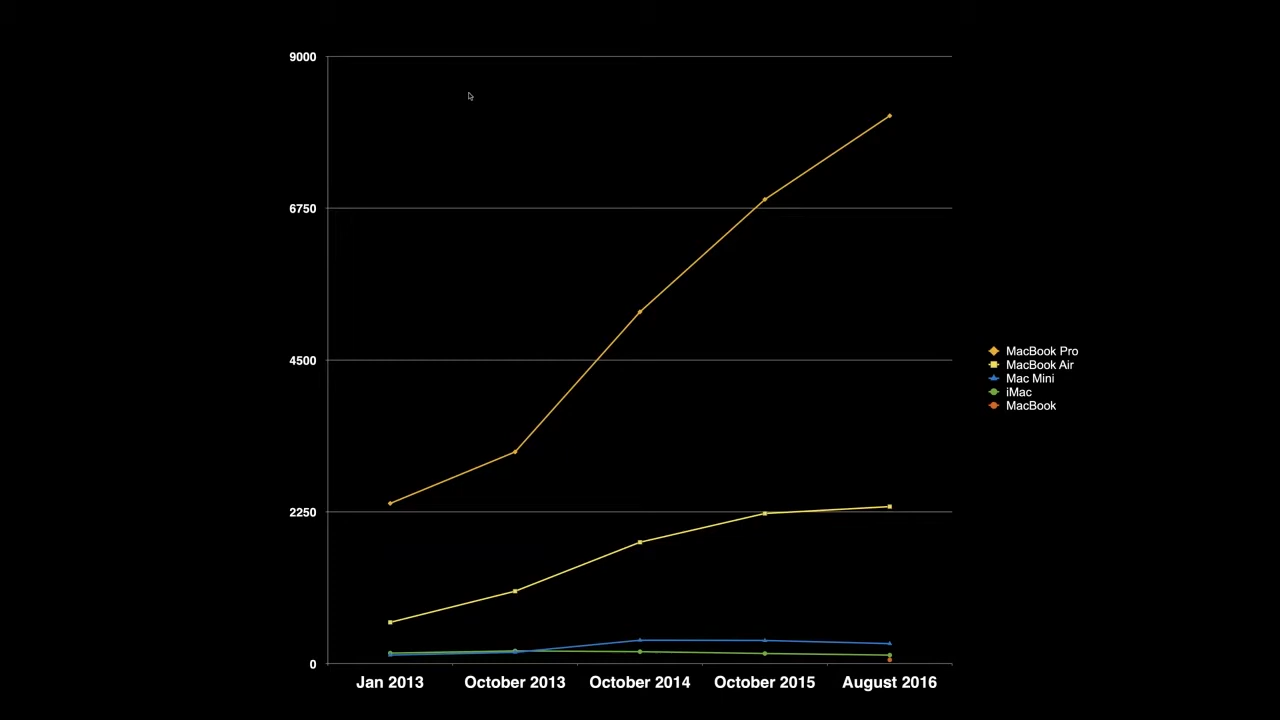 9000
6750
4500
2250
0
Jan 2013 October 2013 October 2014 October 2015 August 2016
MacBook Pro
MacBook Air
Mac Mini
iMac
MacBook